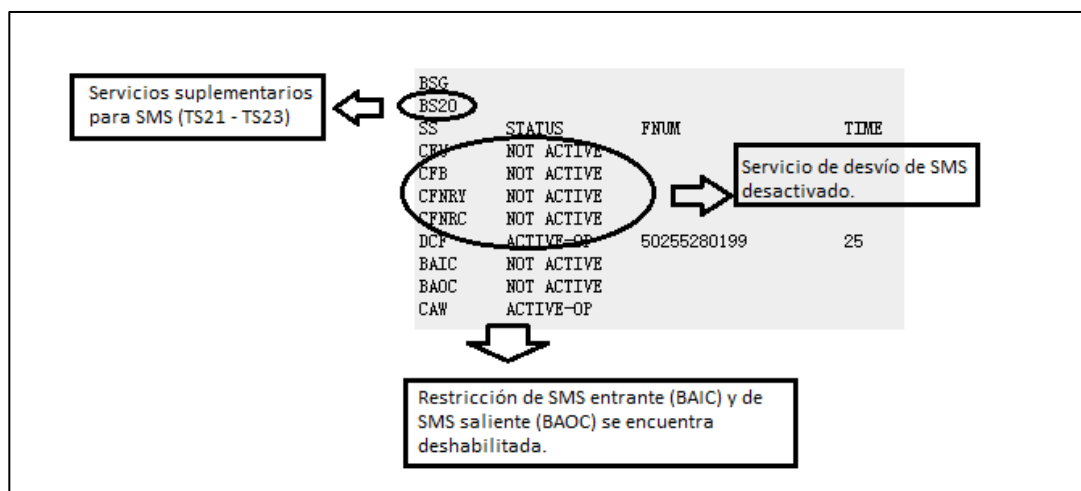 Servicios suplementarios
para SMS (TS21 - TS23)
BSG
BS20
SS STATUS FNUM TIME
CFU NOT ACTIVE
CFB NOT ACTIVE
CFNRY NOT ACTIVE
CFNRC NOT ACTIVE
DCF ACTIVE-OP 50255280199 25
BAIC NOT ACTIVE
BAOC NOT ACTIVE
CAW ACTIVE-OP
Servicio de desvío de SMS
desactivado.
Restricción de SMS entrante (BAIC) y de
SMS saliente (BAOC) se encuentra
deshabilitada.